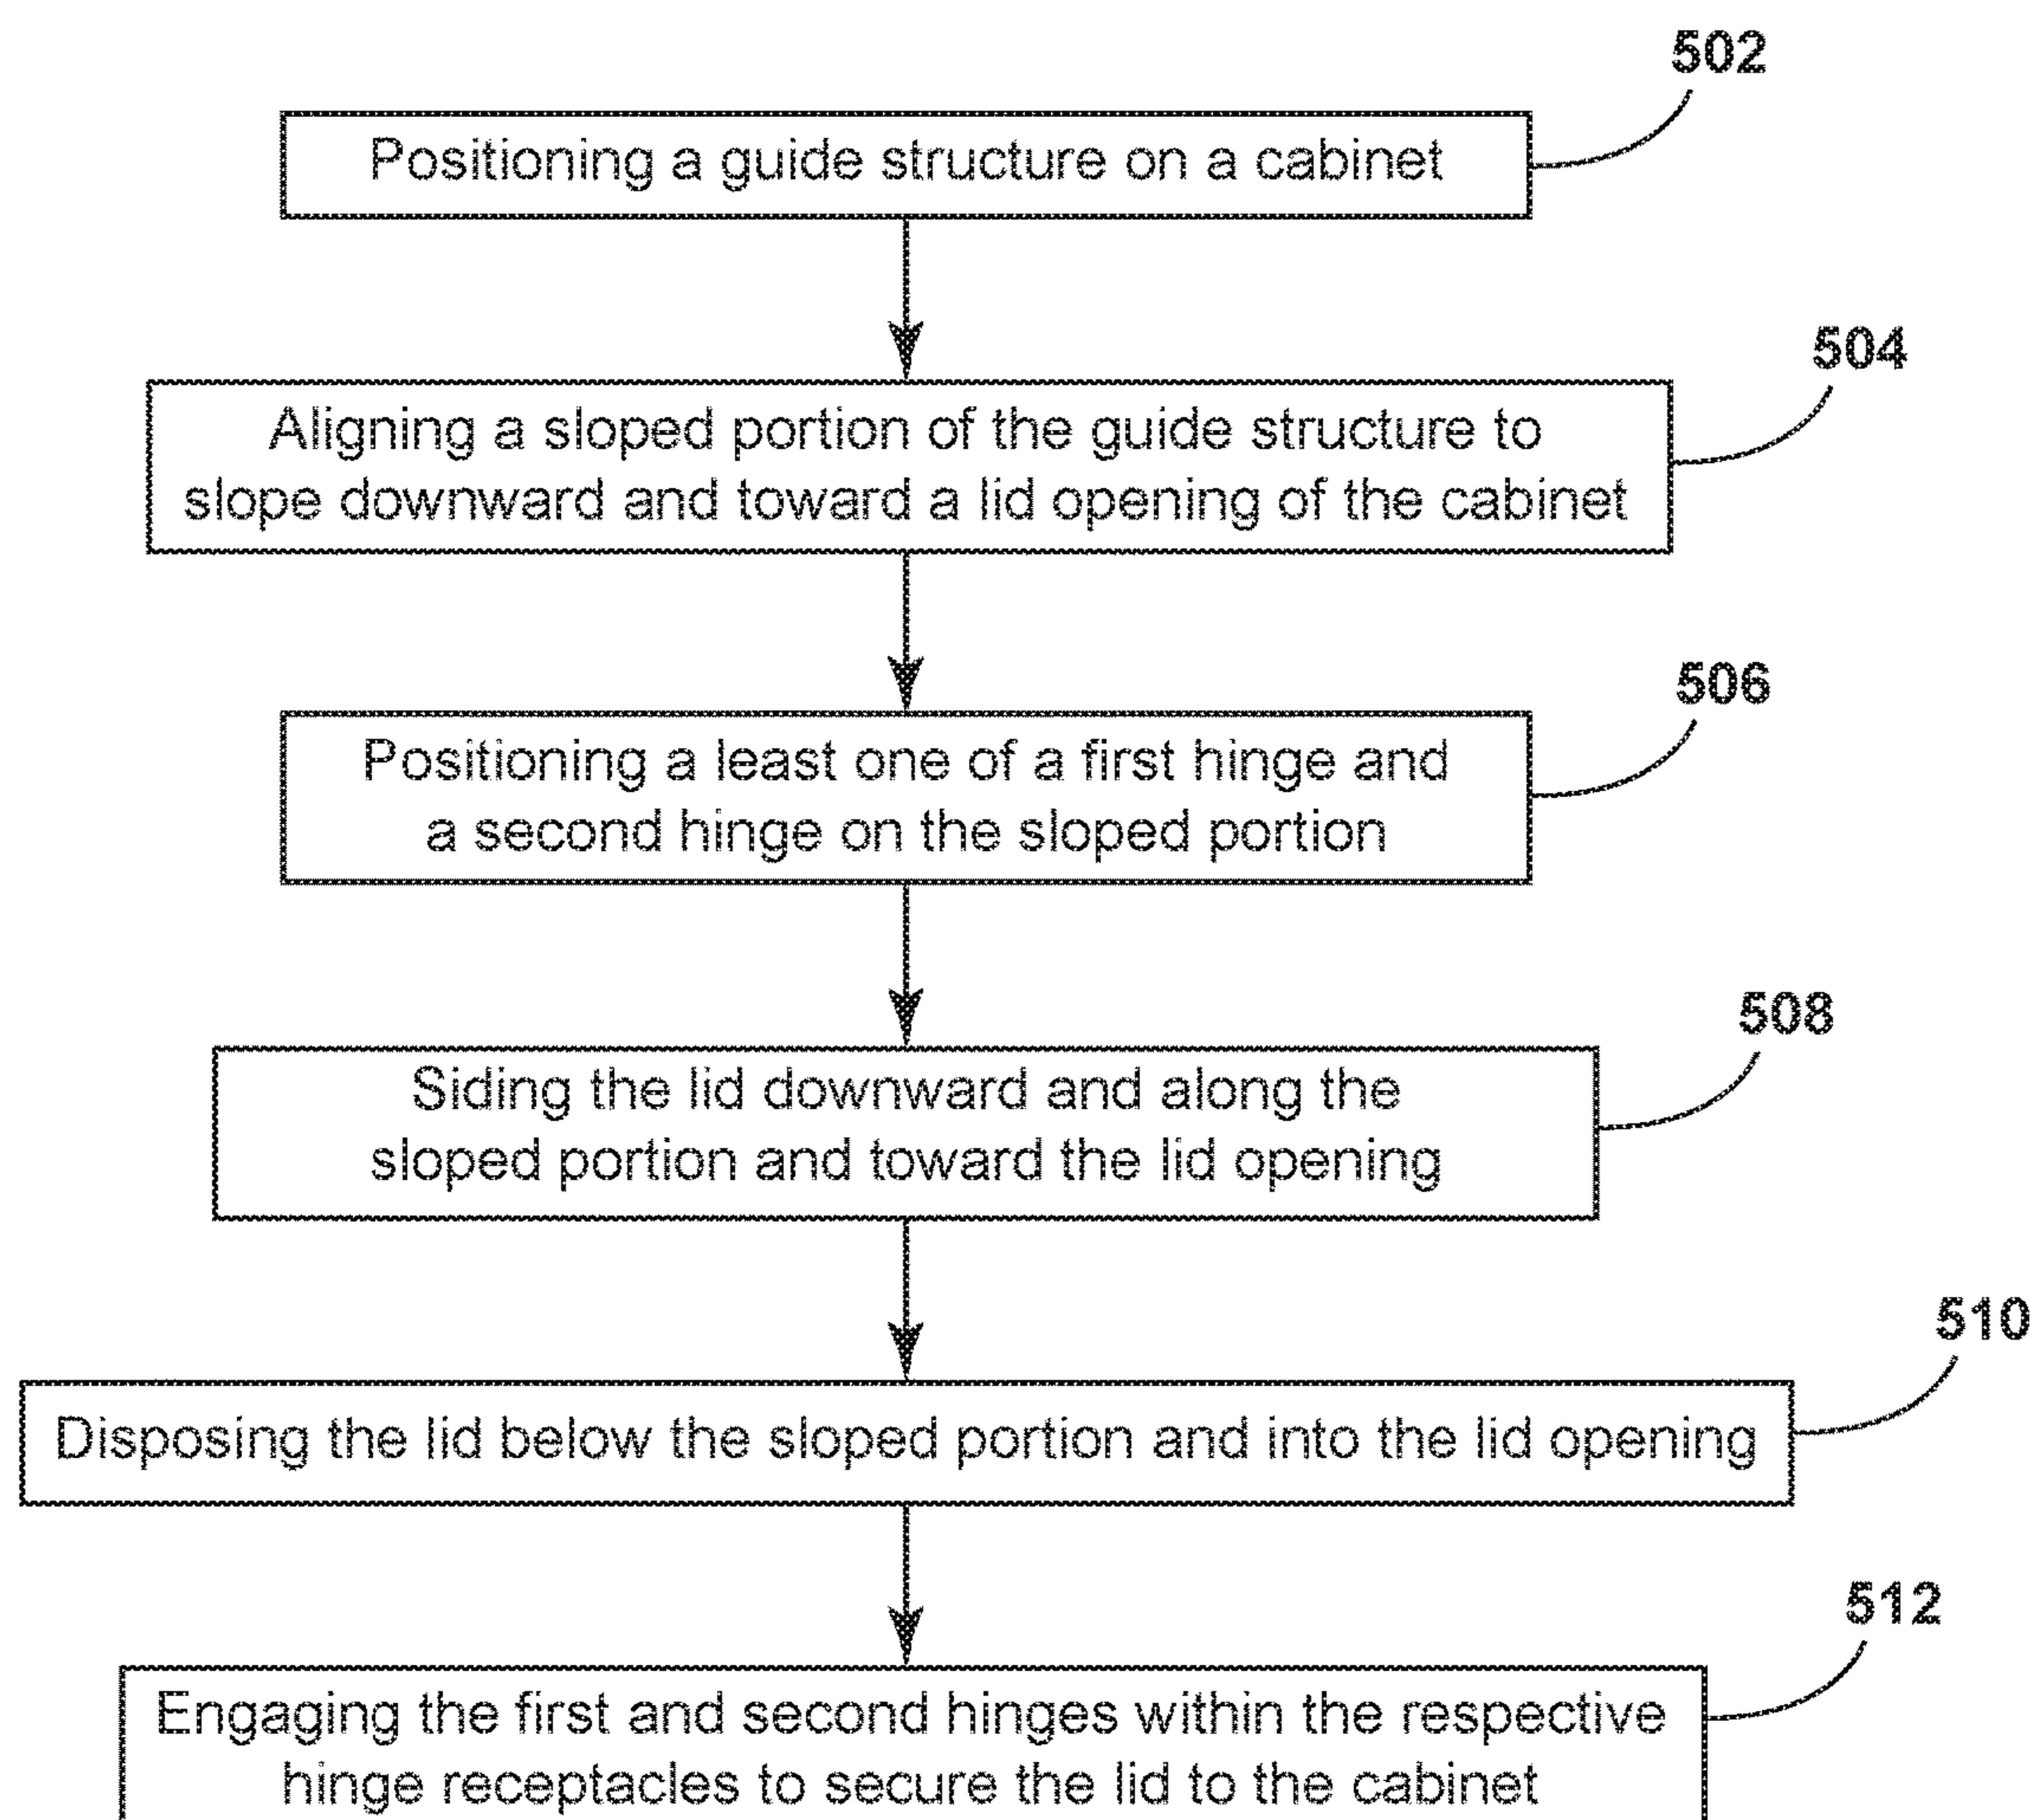 502
Positioning a guide structure on a cabinet
504
Aligning a sloped portion of the guide structure to
slope downward and toward a lid opening of the cabinet
506
Positioning a least one of a first hinge and
a second hinge on the sloped portion
508
Siding the lid downward and along the
sloped portion and toward the lid opening
510
Disposing the lid below the sloped portion and into the lid opening
512
Engaging the first and second hinges within the respective
hinge receptacles to secure the lid to the cabinet